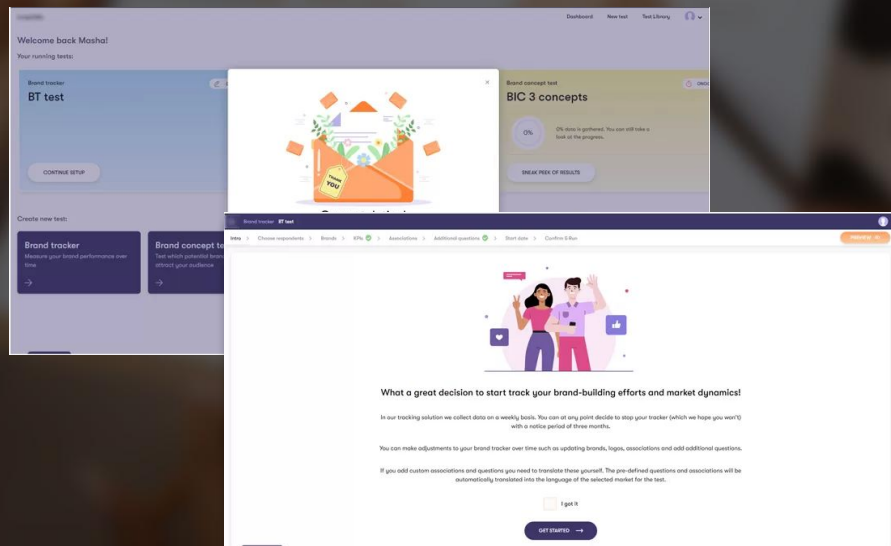 Dashboard New test Test Library
Welcome back Masha!
Your running tests:
Brand tracker
BT test
CONTINUE SETUP
THANK
YOU
×
Brand concept test
BIC 3 concepts
0%
0% data is gathered. You can still take a
look at the progress.
SNEAK PEEK OF RESULTS
Create new test:
Brand tracker
Measure your brand performance over
time
Brand concept te
Test which potential bran
attract your audience
Brand tracker BT test
Intro > Choose respondents > Brands > KPIs > Associations > Additional questions > Start date > Confirm & Run
PREVIEW
What a great decision to start track your brand-building efforts and market dynamics!
In our tracking solution we collect data on a weekly basis. You can at any point decide to stop your tracker (which we hope you won't)
with a notice period of three months.
You can make adjustments to your brand tracker over time such as updating brands, logos, associations and add additional questions.
If you add custom associations and questions you need to translate these yourself. The pre-defined questions and associations will be
automatically translated into the language of the selected market for the test.
I got it
GET STARTED →